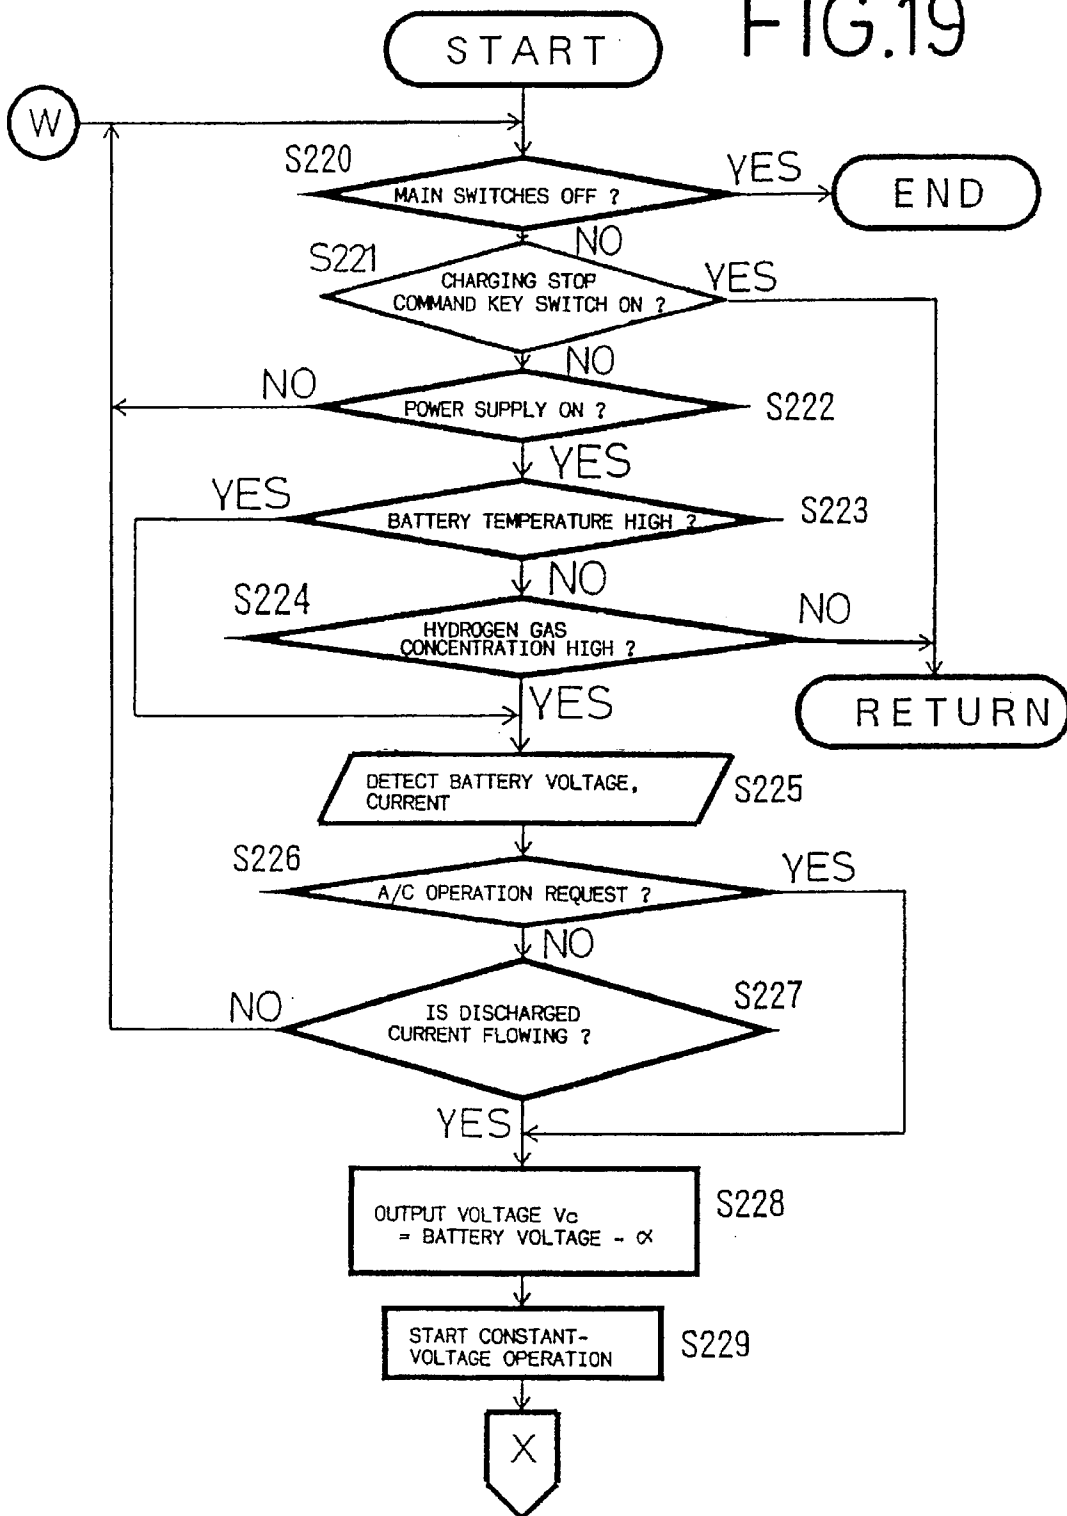 FIG.19
START
W
S220
MAIN SWITCHES OFF ?
YES
END
NO
S221
CHARGING STOP
COMMAND KEY SWITCH ON ?
YES
NO
NO
POWER SUPPLY ON ?
S222
YES
YES
BATTERY TEMPERATURE HIGH ?
S223
NO
S224
HYDROGEN GAS
CONCENTRATION HIGH ?
NO
YES
RETURN
DETECT BATTERY VOLTAGE,
CURRENT
S225
S226
A/C OPERATION REQUEST ?
YES
NO
NO
IS DISCHARGED
CURRENT FLOWING ?
S227
YES
OUTPUT VOLTAGE Vc
= BATTERY VOLTAGE - α
S228
START CONSTANT-
VOLTAGE OPERATION
S229
X